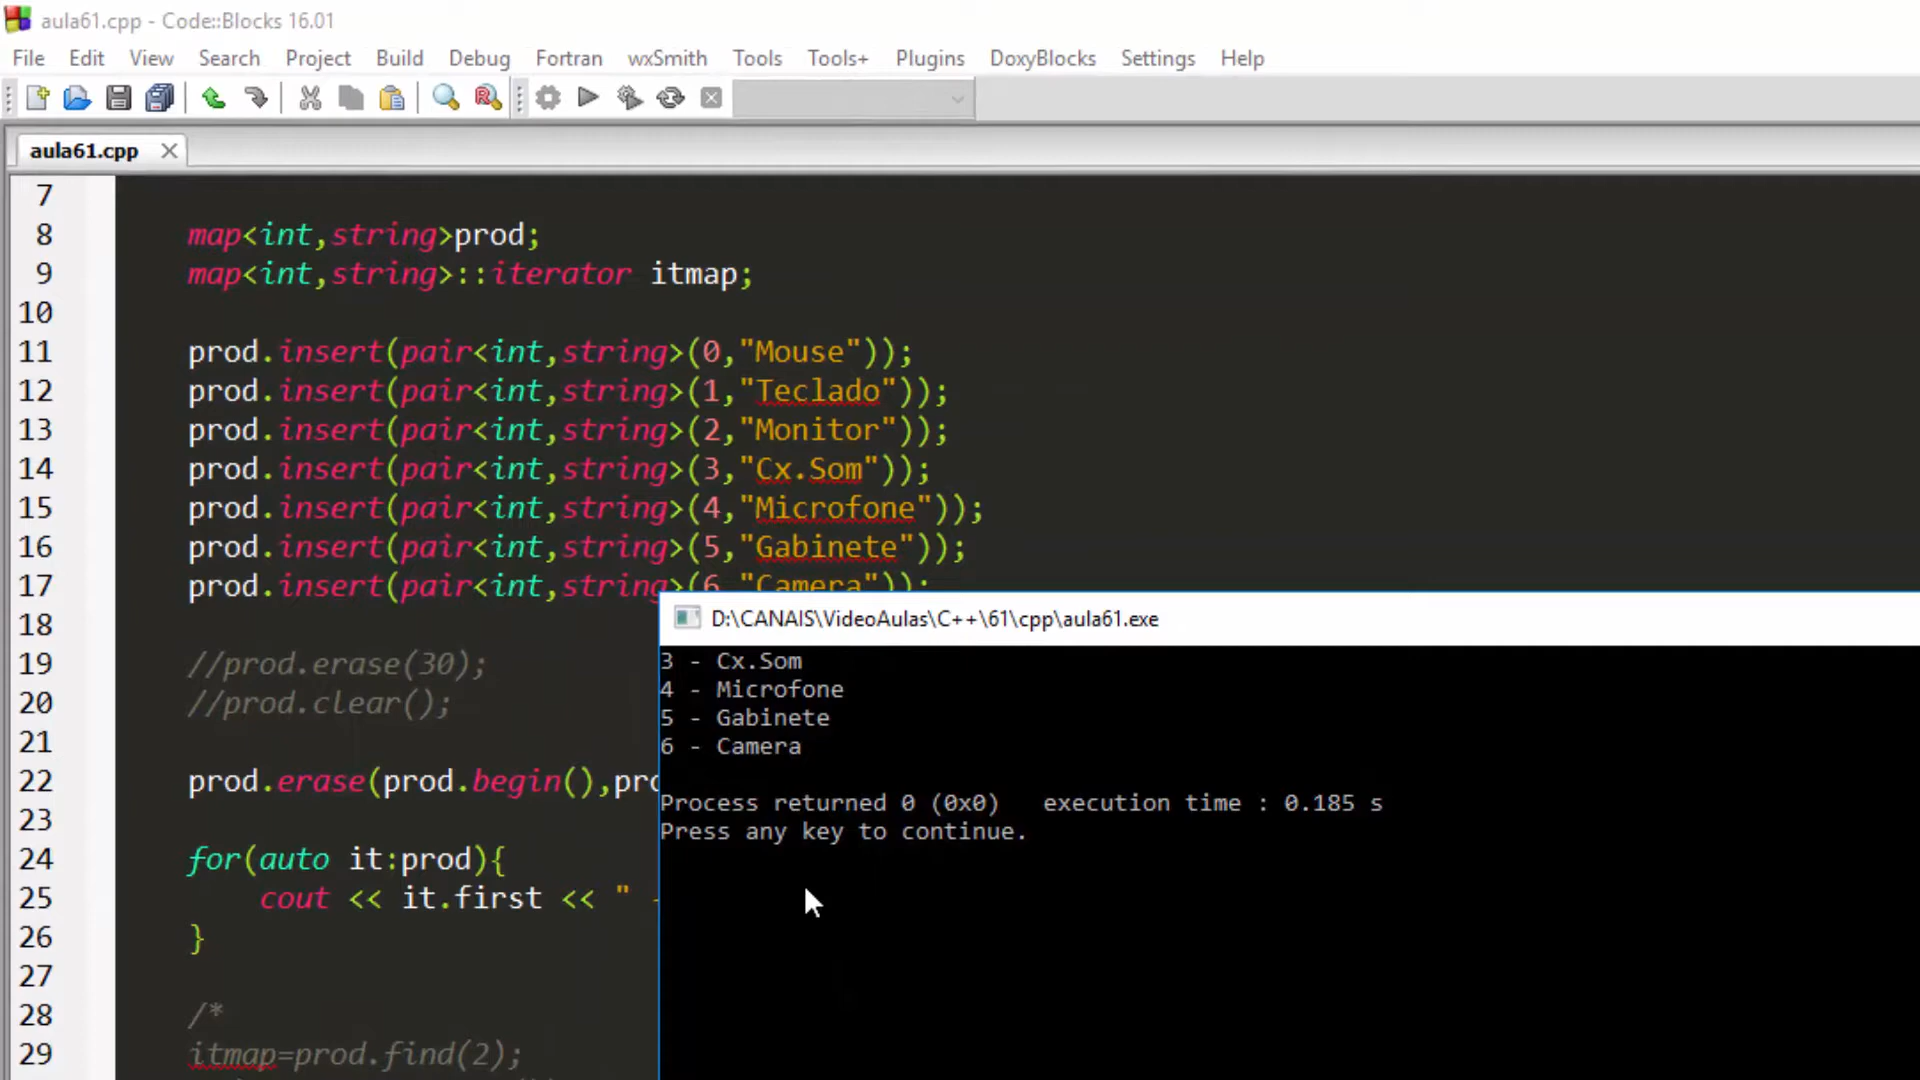 aula61.cpp - Code::Blocks 16.01
File Edit View Search Project Build Debug Fortran wxSmith Tools Tools+ Plugins DoxyBlocks Settings Help
aula61.cpp
7
8 map<int,string>prod;
9 map<int,string>::iterator itmap;
10
11 prod.insert(pair<int,string>(0,"Mouse"));
12 prod.insert(pair<int,string>(1,"Teclado"));
13 prod.insert(pair<int,string>(2,"Monitor"));
14 prod.insert(pair<int,string>(3,"Cx.Som"));
15 prod.insert(pair<int,string>(4,"Microfone"));
16 prod.insert(pair<int,string>(5,"Gabinete"));
17 prod.insert(pair<int,string>(6,"Camera"));
18
19 //prod.erase(30);
20 //prod.clear();
21
22 prod.erase(prod.begin(),pro
23
24 for(auto it:prod){
25 cout << it.first << " -
26 }
27
28 /*
29 itmap=prod.find(2);
D:\CANAIS\VideoAulas\C++\61\cpp\aula61.exe
3 - Cx.Som
4 - Microfone
5 - Gabinete
6 - Camera
Process returned 0 (0x0)   execution time : 0.185 s
Press any key to continue.